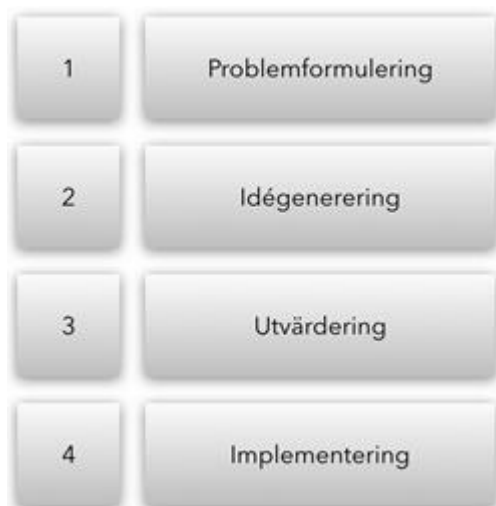 1 Problemformulering
2 Idégenerering
3 Utvärdering
4 Implementering